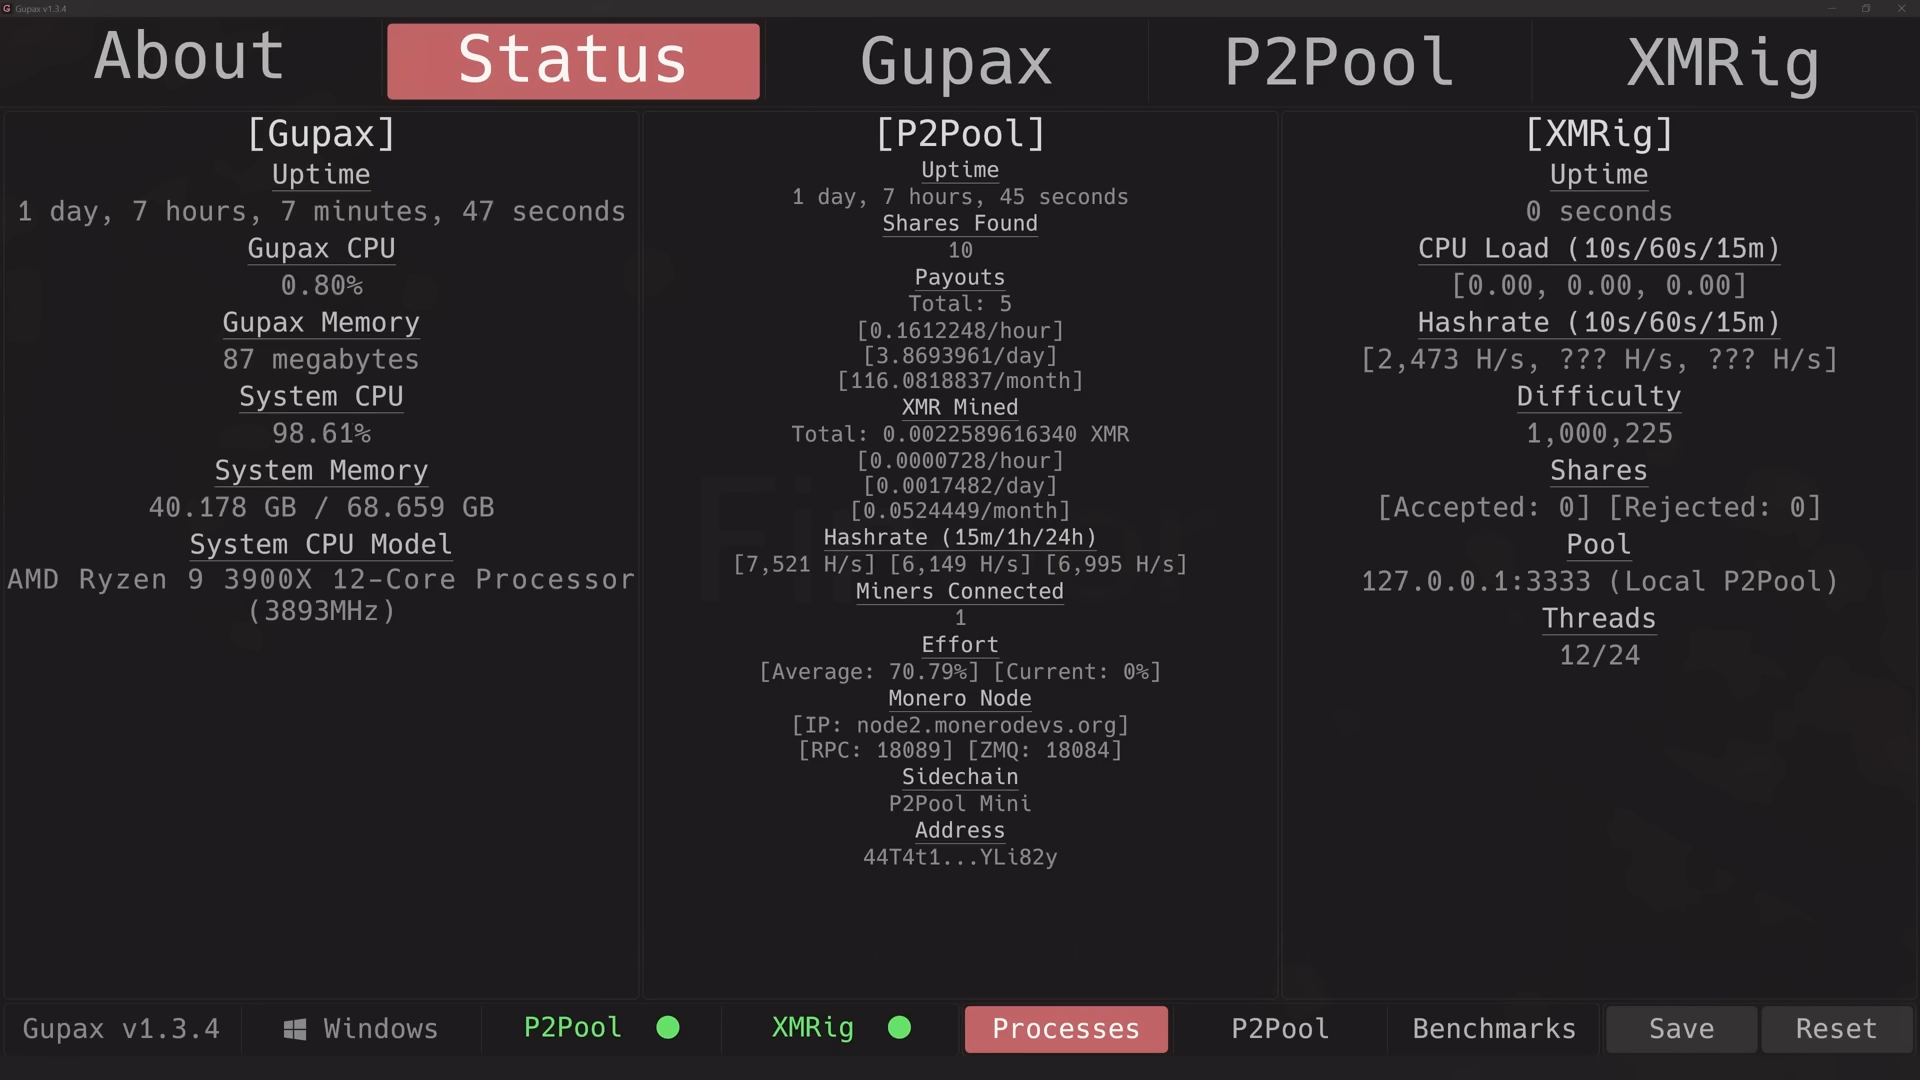 Gupax v1.3.4
About
Status
Gupax
P2Pool
XMRig
[Gupax]
Uptime
1 day, 7 hours, 7 minutes, 47 seconds
Gupax CPU
0.80%
Gupax Memory
87 megabytes
System CPU
98.61%
System Memory
40.178 GB / 68.659 GB
System CPU Model
AMD Ryzen 9 3900X 12-Core Processor
(3893MHz)
[P2Pool]
Uptime
1 day, 7 hours, 45 seconds
Shares Found
10
Payouts
Total: 5
[0.1612248/hour]
[3.8693961/day]
[116.0818837/month]
XMR Mined
Total: 0.0022589616340 XMR
[0.0000728/hour]
[0.0017482/day]
[0.0524449/month]
Hashrate (15m/1h/24h)
[7,521 H/s] [6,149 H/s] [6,995 H/s]
Miners Connected
1
Effort
[Average: 70.79%] [Current: 0%]
Monero Node
[IP: node2.monerodevs.org]
[RPC: 18089] [ZMQ: 18084]
Sidechain
P2Pool Mini
Address
44T4t1...YLi82y
[XMRig]
Uptime
0 seconds
CPU Load (10s/60s/15m)
[0.00, 0.00, 0.00]
Hashrate (10s/60s/15m)
[2,473 H/s, ??? H/s, ??? H/s]
Difficulty
1,000,225
Shares
[Accepted: 0] [Rejected: 0]
Pool
127.0.0.1:3333 (Local P2Pool)
Threads
12/24
Gupax v1.3.4
Windows
P2Pool
XMRig
Processes
P2Pool
Benchmarks
Save
Reset